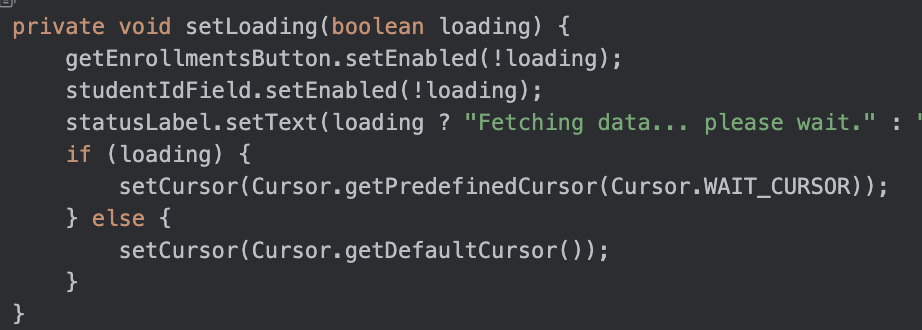 private void setLoading(boolean loading) {
    getEnrollmentsButton.setEnabled(!loading);
    studentIdField.setEnabled(!loading);
    statusLabel.setText(loading ? "Fetching data... please wait." : "
    if (loading) {
        setCursor(Cursor.getPredefinedCursor(Cursor.WAIT_CURSOR));
    } else {
        setCursor(Cursor.getDefaultCursor());
    }
}